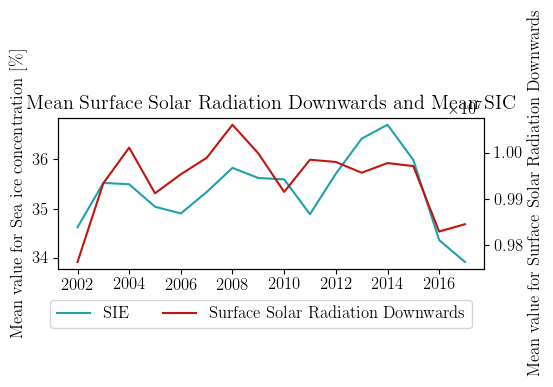 Mean Surface Solar Radiation Downwards and Mean SIC
×10⁷
Mean value for Sea ice concentration [%]
36
35
34
1.00
0.99
0.98
Mean value for Surface Solar Radiation Downwards
2002 2004 2006 2008 2010 2012 2014 2016
SIE Surface Solar Radiation Downwards